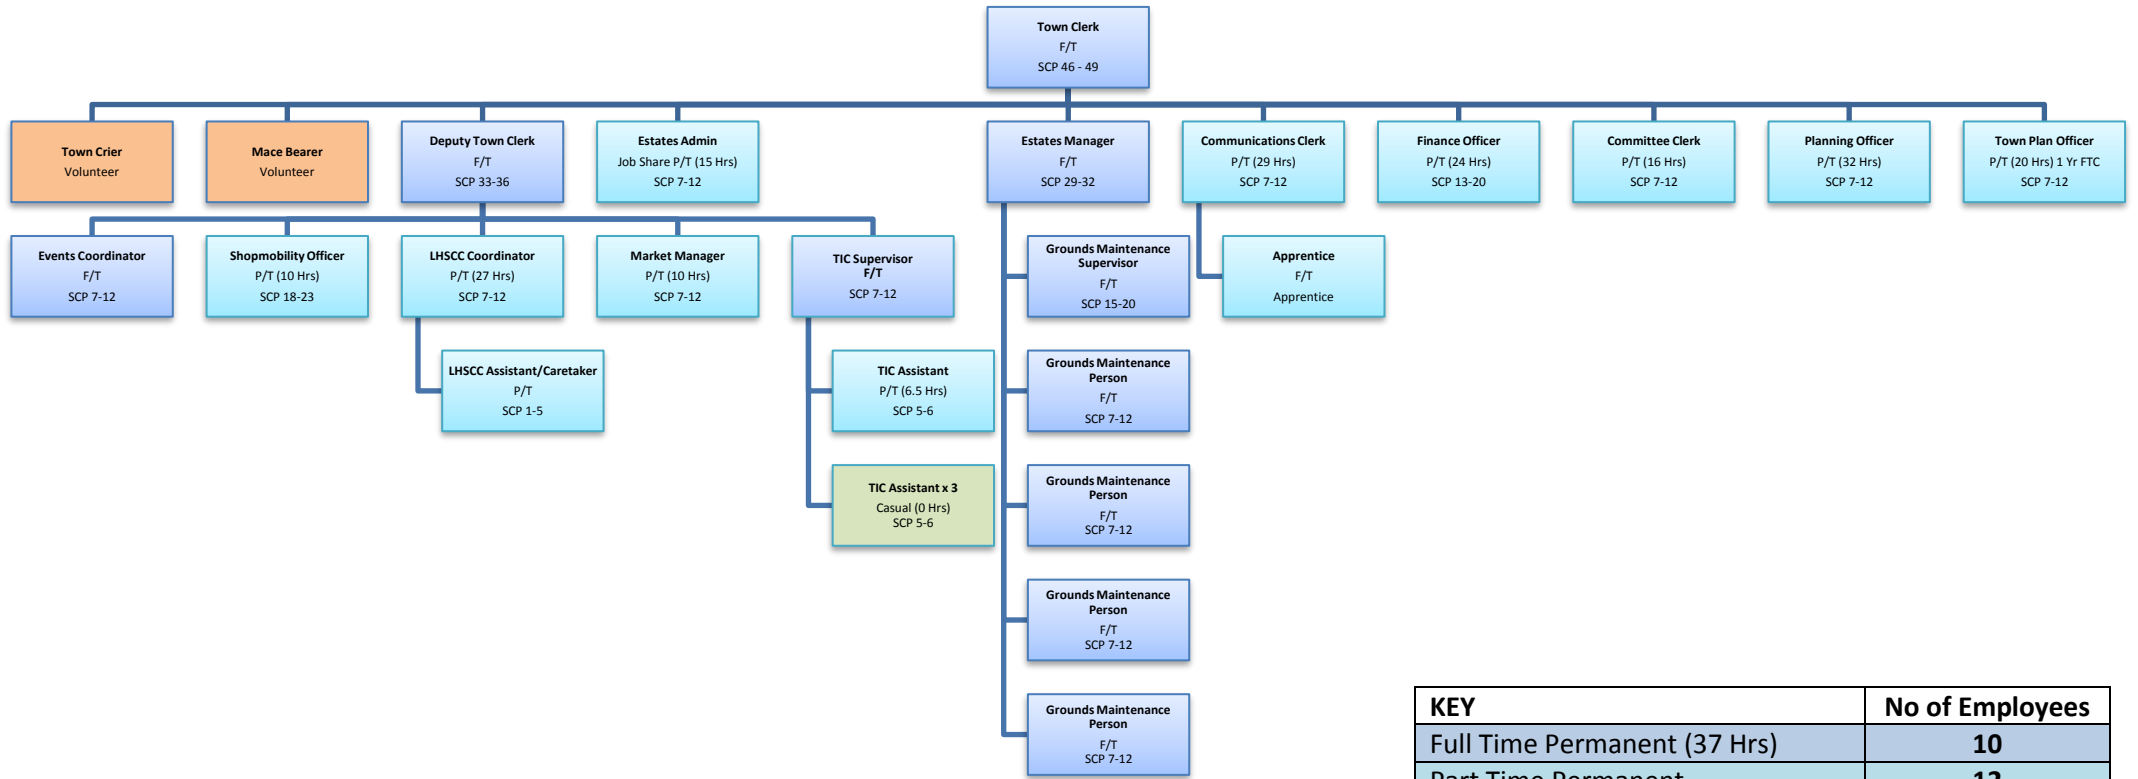 Town Clerk
F/T
SCP 46 - 49
Town Crier
Volunteer
Mace Bearer
Volunteer
Deputy Town Clerk
F/T
SCP 33-36
Estates Admin
Job Share P/T (15 Hrs)
SCP 7-12
Estates Manager
F/T
SCP 29-32
Communications Clerk
P/T (29 Hrs)
SCP 7-12
Finance Officer
P/T (24 Hrs)
SCP 13-20
Committee Clerk
P/T (16 Hrs)
SCP 7-12
Planning Officer
P/T (32 Hrs)
SCP 7-12
Town Plan Officer
P/T (20 Hrs) 1 Yr FTC
SCP 7-12
Events Coordinator
F/T
SCP 7-12
Shopmobility Officer
P/T (10 Hrs)
SCP 18-23
LHSCC Coordinator
P/T (27 Hrs)
SCP 7-12
Market Manager
P/T (10 Hrs)
SCP 7-12
TIC Supervisor
F/T
SCP 7-12
Grounds Maintenance
Supervisor
F/T
SCP 15-20
Apprentice
F/T
Apprentice
LHSCC Assistant/Caretaker
P/T
SCP 1-5
TIC Assistant
P/T (6.5 Hrs)
SCP 5-6
Grounds Maintenance
Person
F/T
SCP 7-12
TIC Assistant x 3
Casual (0 Hrs)
SCP 5-6
Grounds Maintenance
Person
F/T
SCP 7-12
Grounds Maintenance
Person
F/T
SCP 7-12
Grounds Maintenance
Person
F/T
SCP 7-12
KEY No of Employees
Full Time Permanent (37 Hrs) 10
Part Time Permanent 12